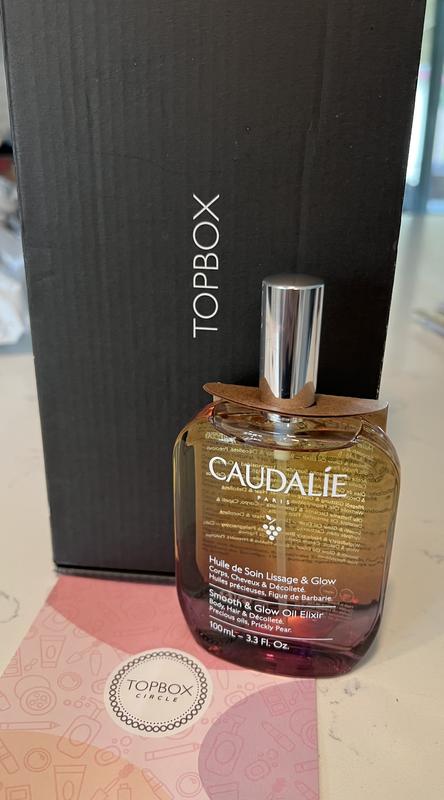 TOPBOX
CAUDALÍE
PARIS
Huile de Soin Lissage & Glow
Corps, Cheveux & Décolleté.
Huiles précieuses, Figue de Barbarie.
Smooth & Glow Oil Elixir
Body, Hair & Décolleté.
Precious oils, Prickly Pear.
100 mL - 3.3 Fl. Oz.
TOPBOX
CIRCLE